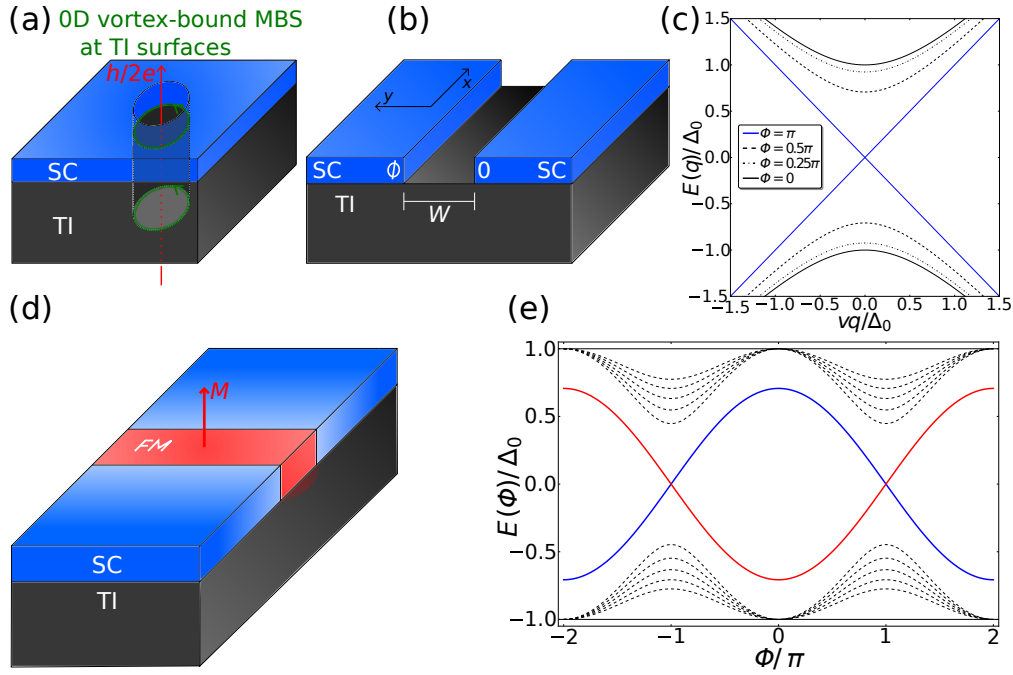 (a)
0D vortex-bound MBS
at TI surfaces
h/2e
SC
TI
(b)
y
x
SC
ϕ
0
SC
TI
W
(c)
E(q)/Δ₀
1.5
1.0
0.5
0.0
−0.5
−1.0
−1.5
Φ = π
Φ = 0.5π
Φ = 0.25π
Φ = 0
−1.5 −1.0 −0.5 0.0 0.5 1.0 1.5
vq/Δ₀
(d)
M
FM
SC
TI
(e)
E(Φ)/Δ₀
1.0
0.5
0.0
−0.5
−1.0
−2 −1 0 1 2
Φ/π